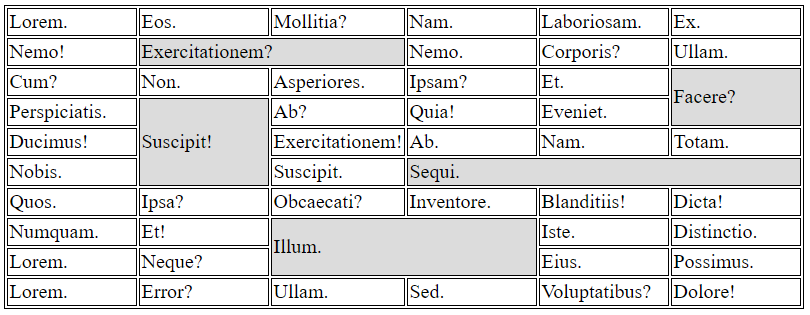 Lorem. Eos. Mollitia? Nam. Laboriosam. Ex.
Nemo! Exercitationem? Nemo. Corporis? Ullam.
Cum? Non. Asperiores. Ipsam? Et. Facere?
Perspiciatis. Suscipit! Ab? Quia! Eveniet.
Ducimus! Exercitationem! Ab. Nam. Totam.
Nobis. Suscipit. Sequi.
Quos. Ipsa? Obcaecati? Inventore. Blanditiis! Dicta!
Numquam. Et! Illum. Iste. Distinctio.
Lorem. Neque? Eius. Possimus.
Lorem. Error? Ullam. Sed. Voluptatibus? Dolore!